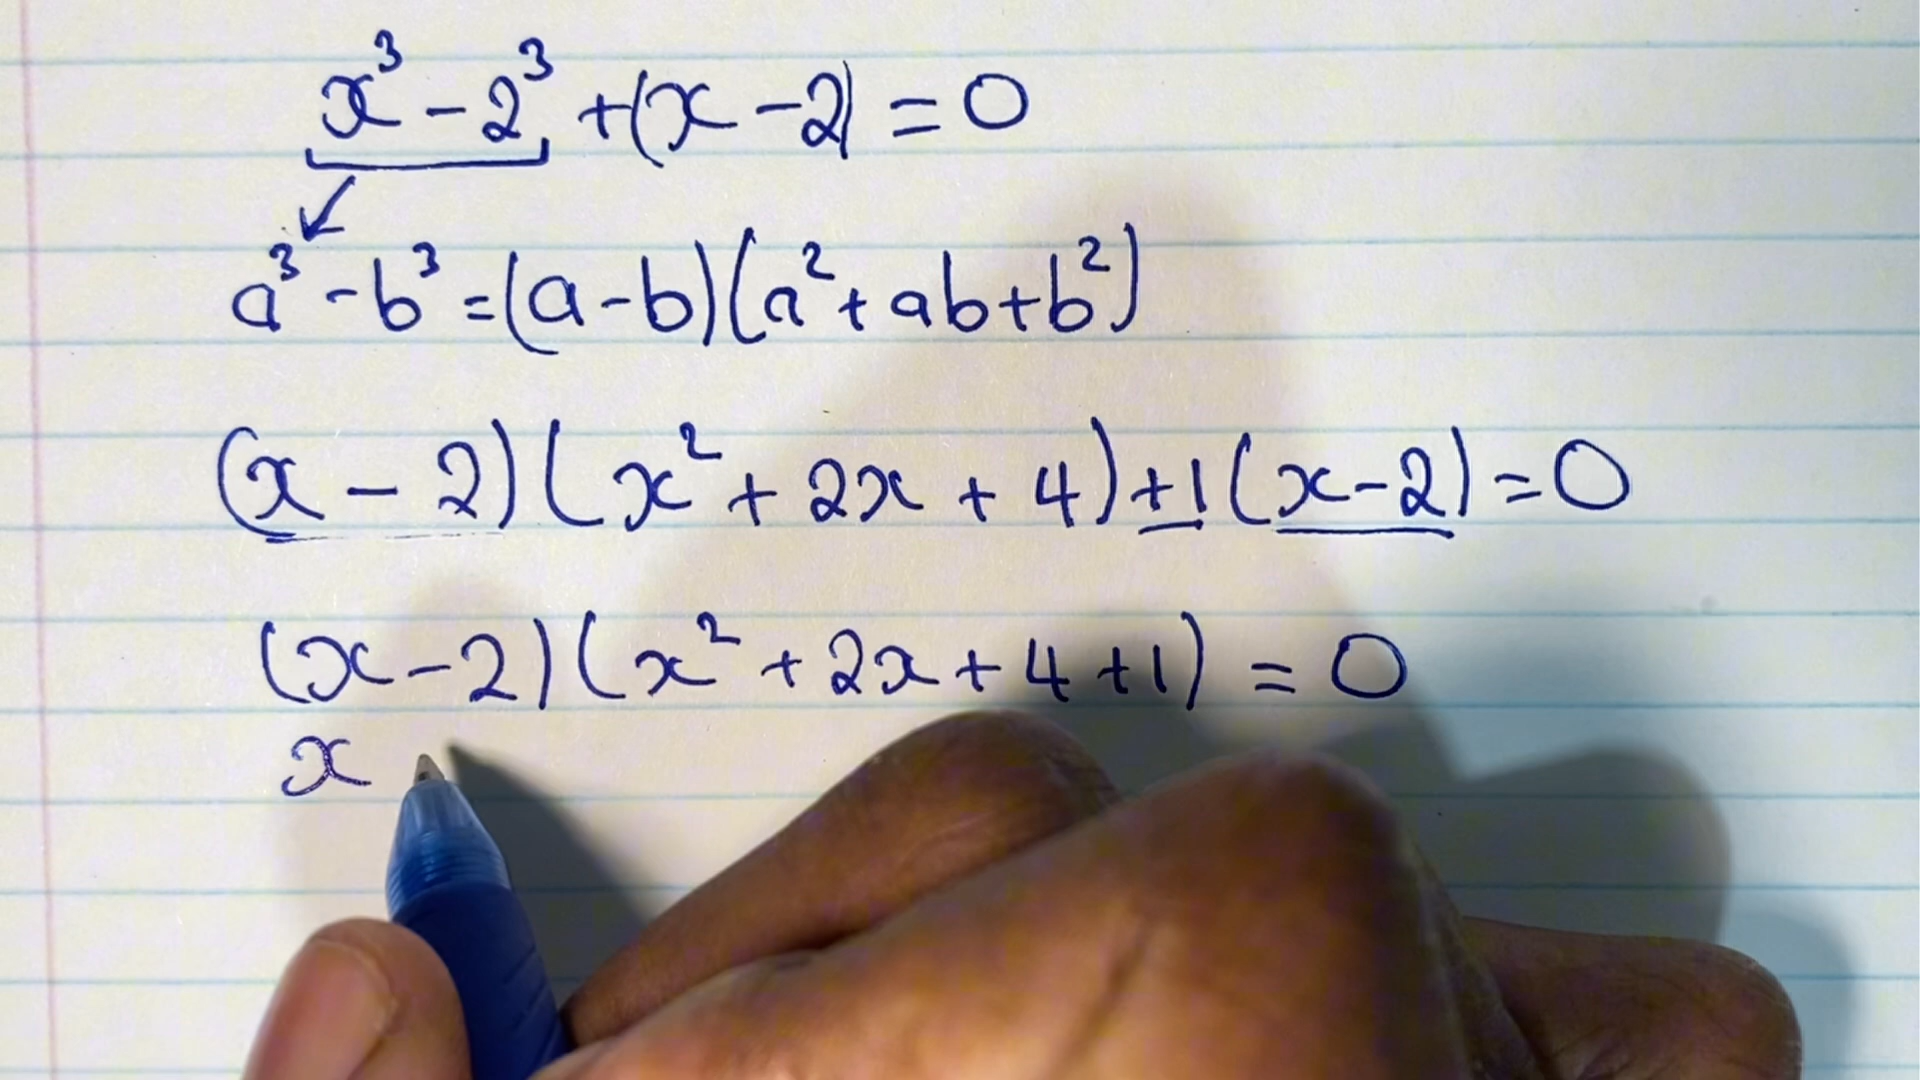 x³ - 2³ + (x - 2) = 0
a³ - b³ = (a - b)(a² + ab + b²)
(x - 2)(x² + 2x + 4) + 1(x - 2) = 0
(x - 2)(x² + 2x + 4 + 1) = 0
x